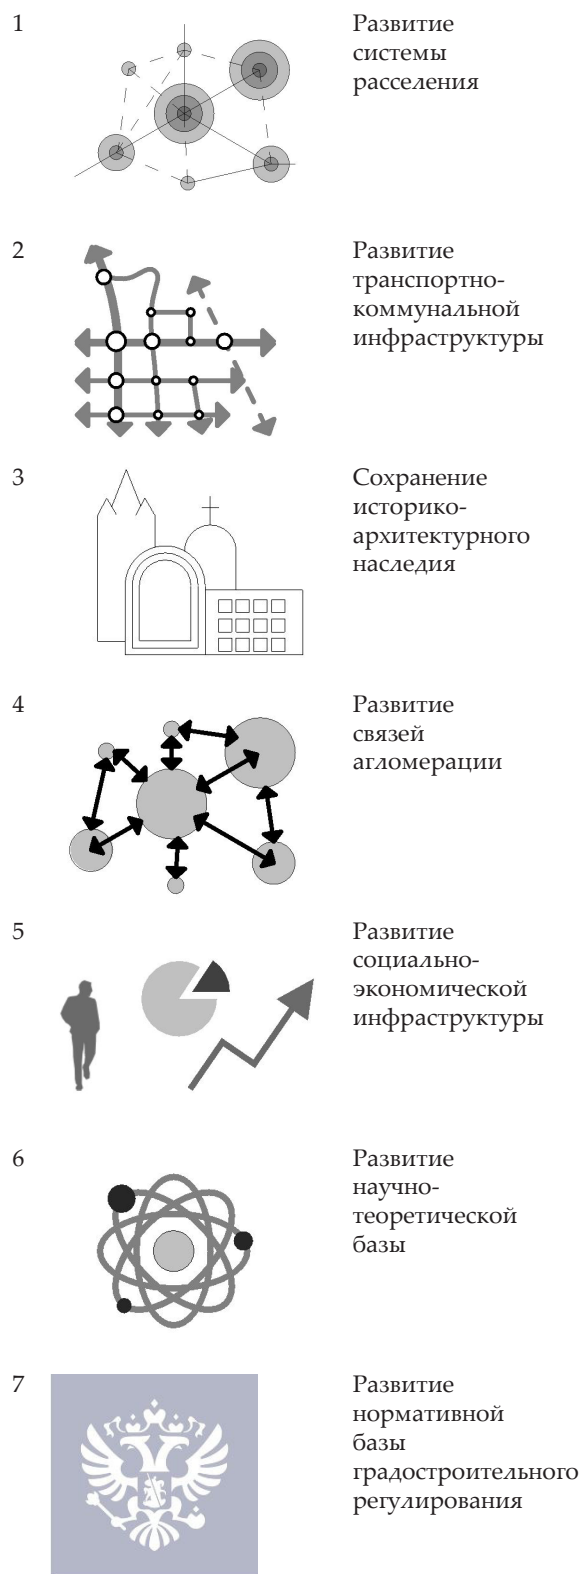 1 Развитие
системы
расселения
2 Развитие
транспортно-
коммунальной
инфраструктуры
3 Сохранение
историко-
архитектурного
наследия
4 Развитие
связей
агломерации
5 Развитие
социально-
экономической
инфраструктуры
6 Развитие
научно-
теоретической
базы
7 Развитие
нормативной
базы
градостроительного
регулирования